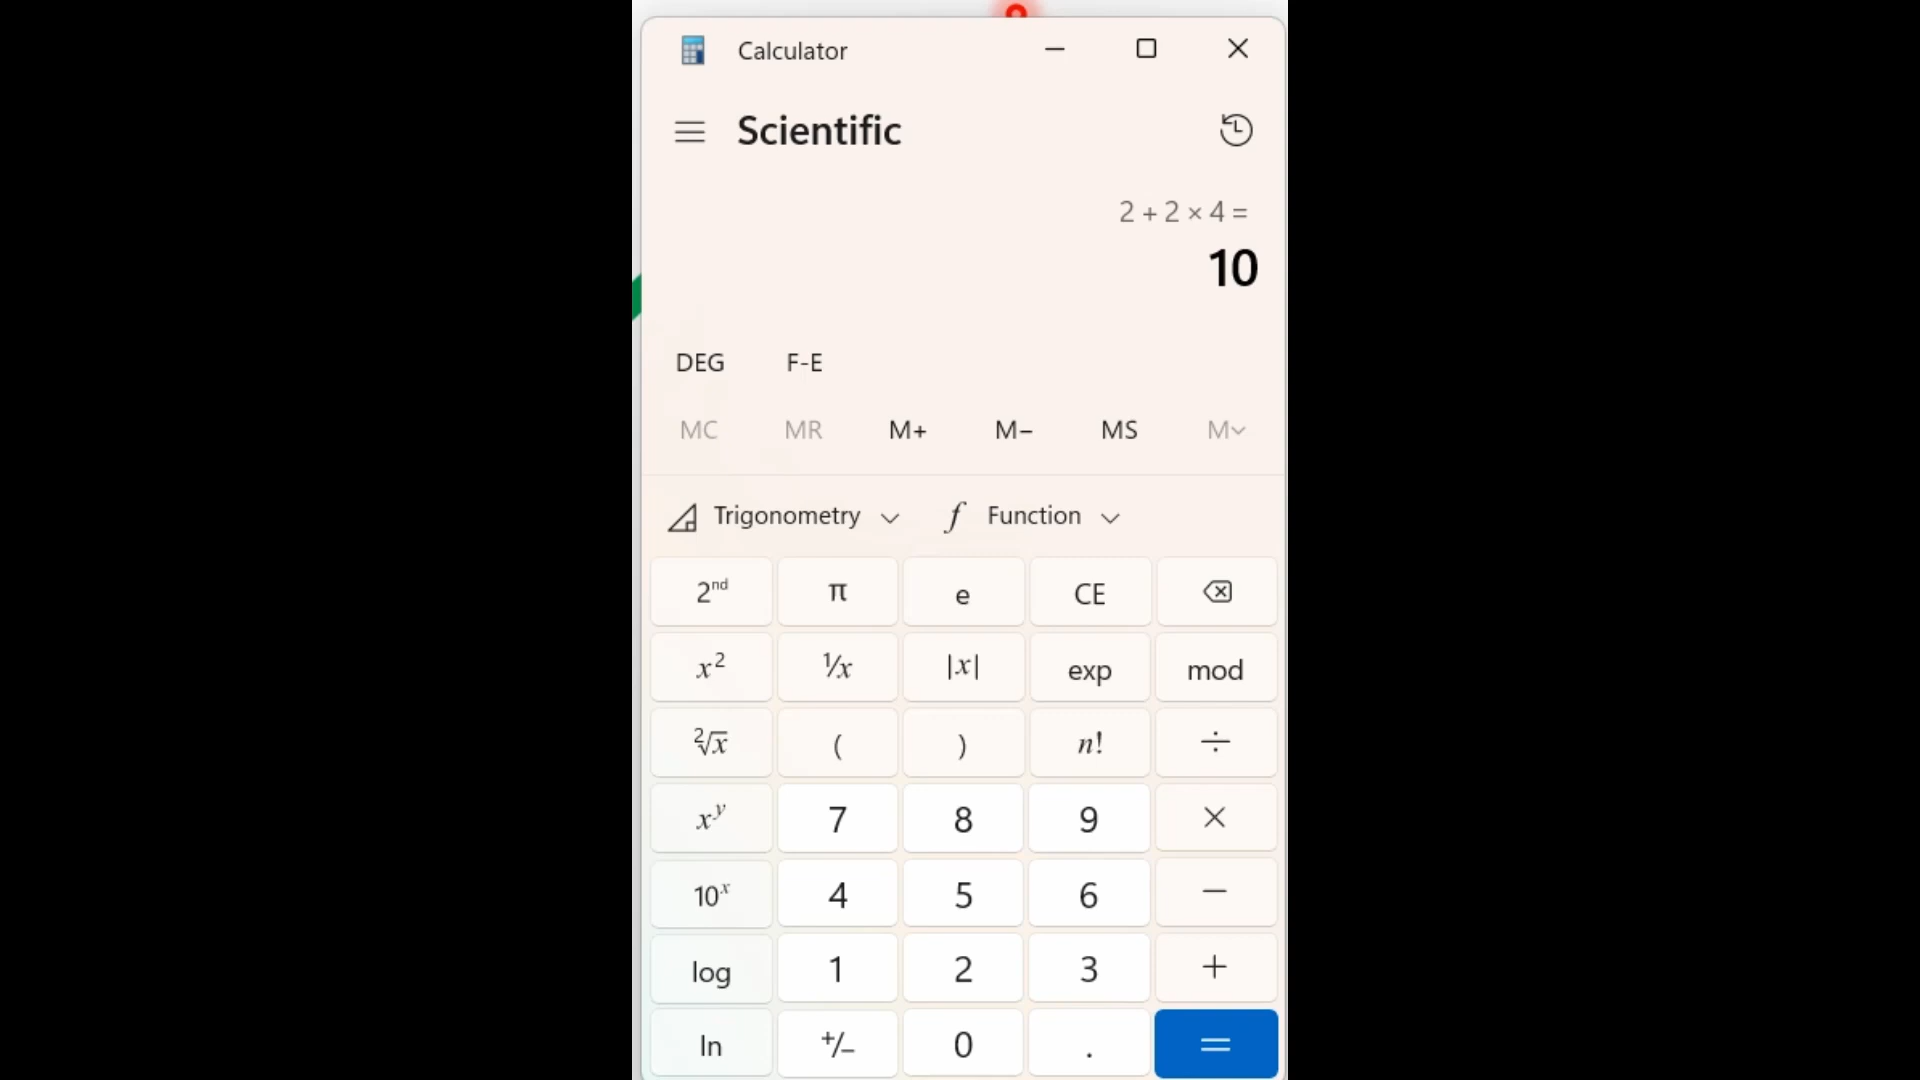 Calculator
Scientific
2 + 2 × 4 =
10
DEG F-E
MC MR M+ M− MS M
Trigonometry f Function
2ⁿᵈ π e CE
x² ¹/x |x| exp mod
²√x ( ) n! ÷
xʸ 7 8 9 ×
10ˣ 4 5 6 −
log 1 2 3 +
ln +/− 0 . =